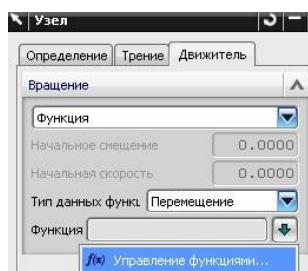 Узел
Определение Трение Движитель
Вращение
Функция
Начальное смещение 0.0000
Начальная скорость 0.0000
Тип данных функц Перемещение
Функция
f(x) Управление функциями...